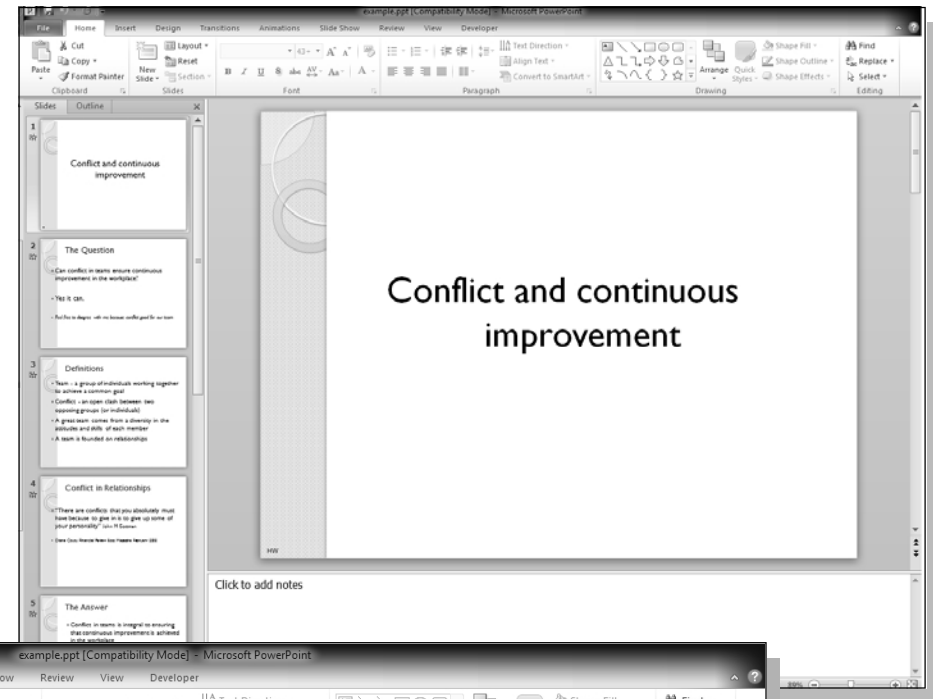 example.ppt [Compatibility Mode] - Microsoft PowerPoint
File Home Insert Design Transitions Animations Slide Show Review View Developer
Cut Layout Text Direction Shape Fill Find
Copy Reset Align Text Shape Outline Replace
Paste Format Painter New Slide Section Convert to SmartArt Arrange Quick Styles Shape Effects Select
Clipboard Slides Font Paragraph Drawing Editing
Slides Outline
1
Conflict and continuous
improvement
2
The Question
Can conflict in teams ensure continuous
improvement in the workplace?
Yes it can.
3
Definitions
Team - a group of individuals working together
to achieve a common goal
Conflict - an open clash between two
opposing groups (or individuals)
A great team comes from a diversity in the
attitudes and skills of each member
A team is founded on relationships
4
Conflict in Relationships
"There are conflicts that you absolutely must
have because to give in is to give up some of
your personality"
5
The Answer
Conflict in teams is integral to ensuring
that continuous improvement is achieved
in the workplace
Conflict and continuous
improvement
HW
Click to add notes
89%
example.ppt [Compatibility Mode] - Microsoft PowerPoint
ow Review View Developer